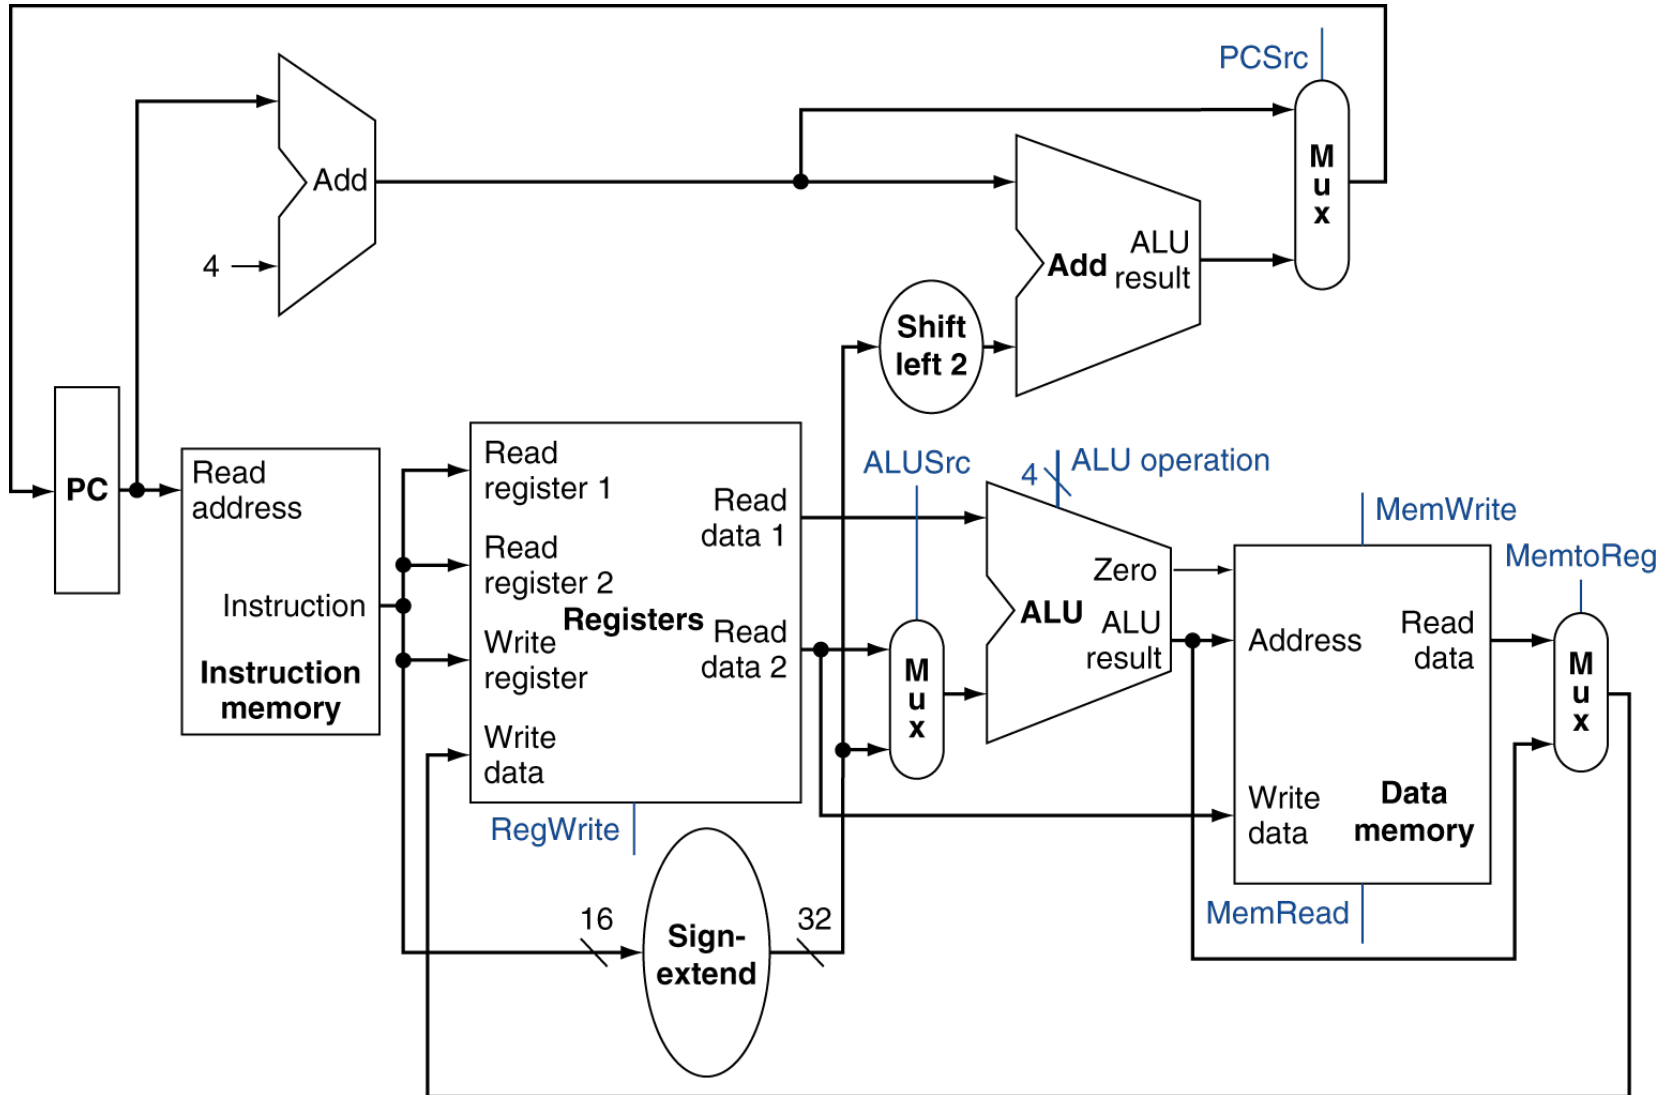 PCSrc
Add
4
M
u
x
Add
ALU
result
Shift
left 2
PC
Read
address
Instruction
Instruction
memory
Read
register 1
Read
register 2
Write
register
Write
data
Registers
Read
data 1
Read
data 2
RegWrite
16
Sign-
extend
32
ALUSrc
M
u
x
4
ALU operation
Zero
ALU
ALU
result
MemWrite
Address
Read
data
Write
data
Data
memory
MemRead
MemtoReg
M
u
x